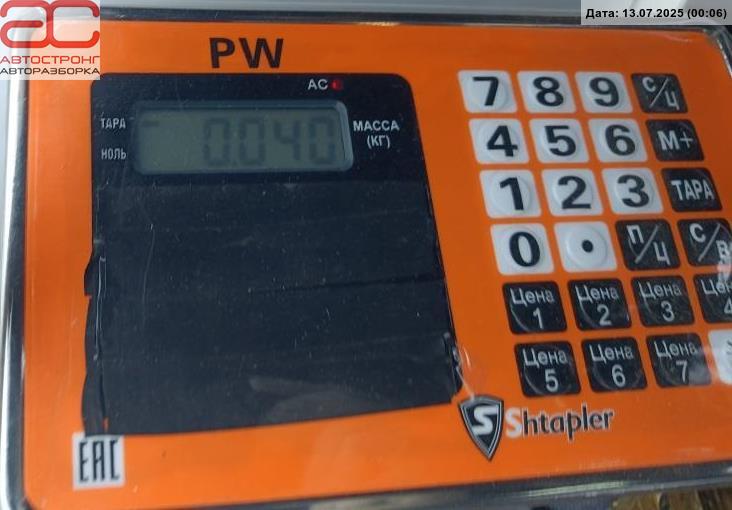 Дата: 13.07.2025 (00:06)
АС
АВТОСТРОНГ
АВТОРАЗБОРКА
PW
AC
ТАРА
0.040
МАССА
(КГ)
НОЛЬ
7 8 9 С/Ц
4 5 6 М+
1 2 3 ТАРА
0 • П/Ц С/В
Цена 1
Цена 2
Цена 3
Цена 4
Цена 5
Цена 6
Цена 7
S Shtapler
EAC